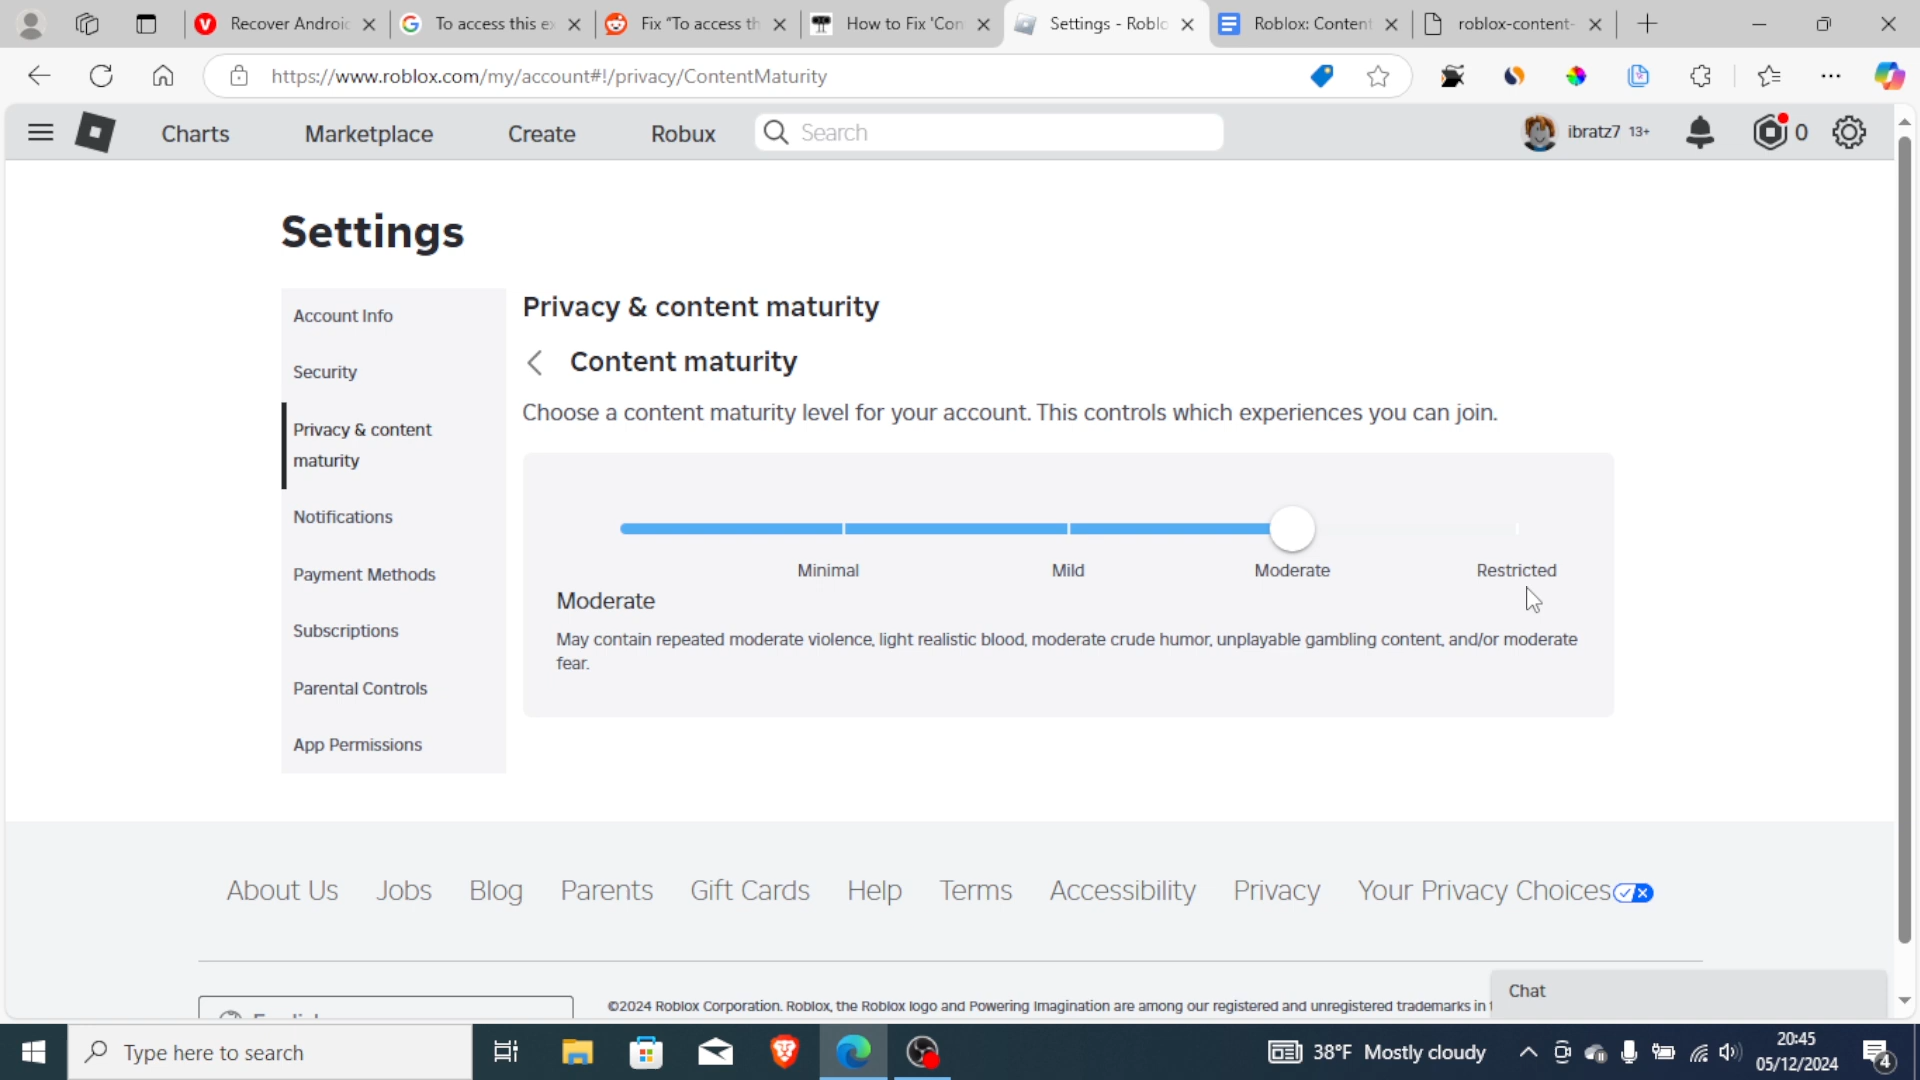 Recover Androic
To access this ex
Fix "To access th
How to Fix 'Con
Settings - Roblo
Roblox: Content
roblox-content-
https://www.roblox.com/my/account#!/privacy/ContentMaturity
Charts
Marketplace
Create
Robux
Search
ibratz7 13+
0
Settings
Account Info
Security
Privacy & content
maturity
Notifications
Payment Methods
Subscriptions
Parental Controls
App Permissions
Privacy & content maturity
Content maturity
Choose a content maturity level for your account. This controls which experiences you can join.
Minimal
Mild
Moderate
Restricted
Moderate
May contain repeated moderate violence, light realistic blood, moderate crude humor, unplayable gambling content, and/or moderate
fear.
About Us
Jobs
Blog
Parents
Gift Cards
Help
Terms
Accessibility
Privacy
Your Privacy Choices
©2024 Roblox Corporation. Roblox, the Roblox logo and Powering Imagination are among our registered and unregistered trademarks in
Chat
Type here to search
38°F Mostly cloudy
20:45
05/12/2024
4